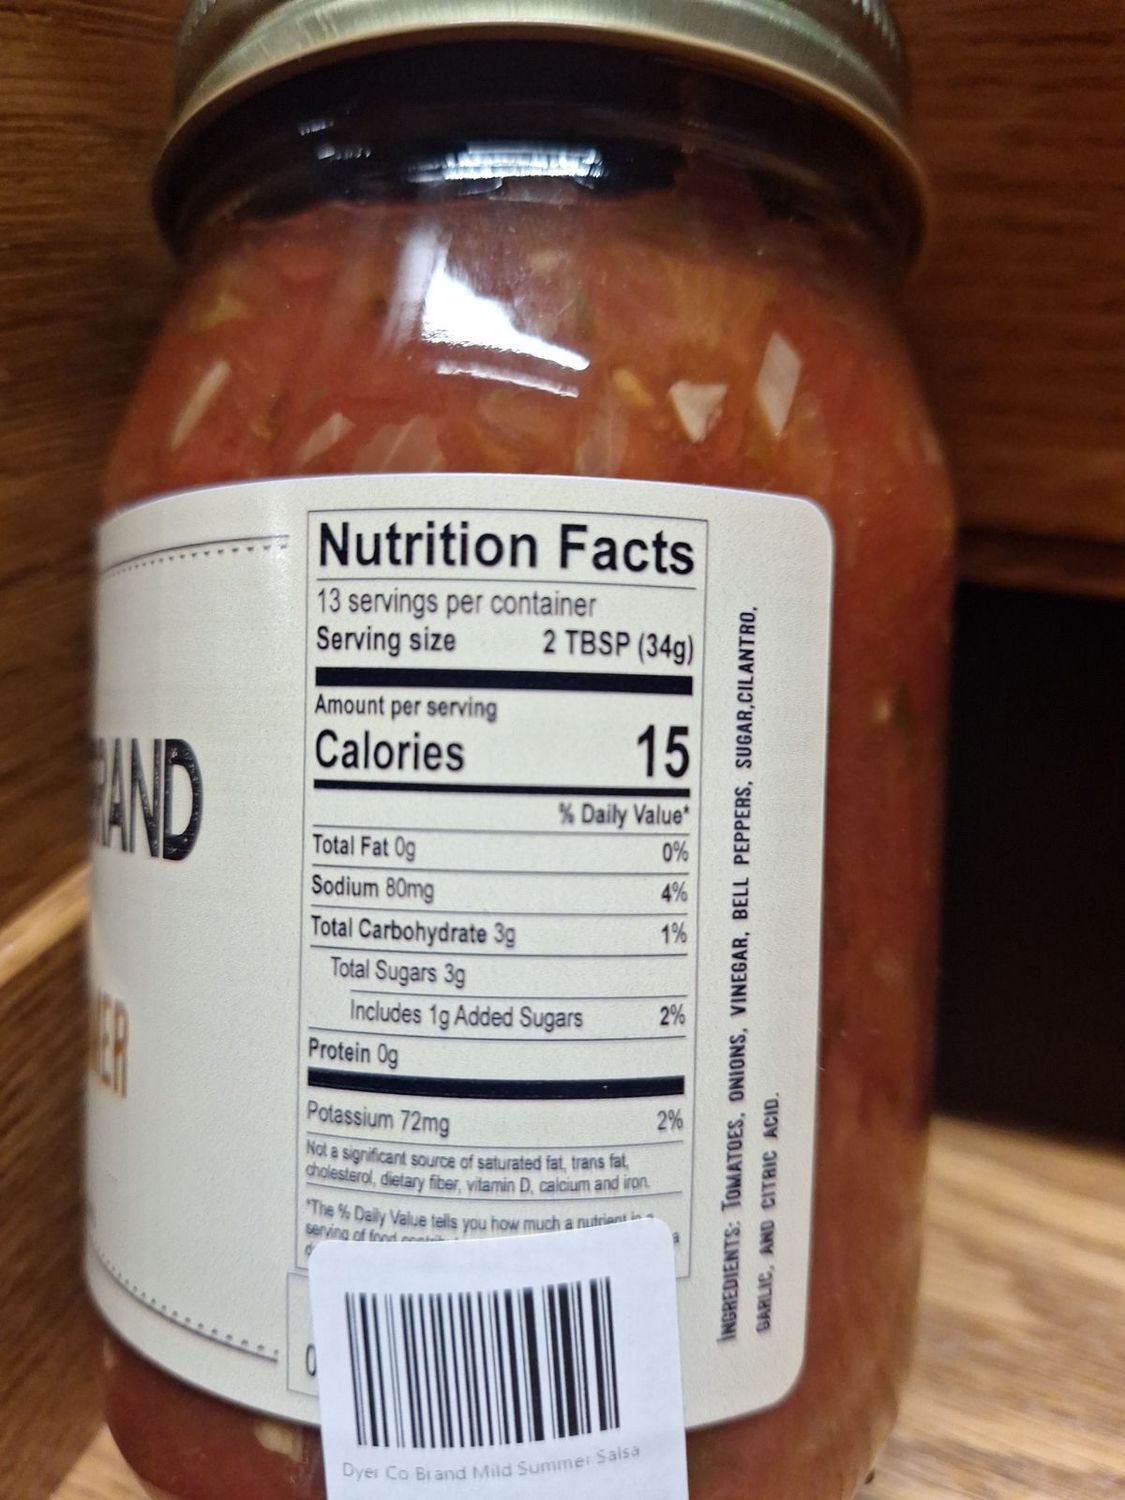 RAND
ER
Nutrition Facts
13 servings per container
Serving size 2 TBSP (34g)
Amount per serving
Calories 15
% Daily Value*
Total Fat 0g 0%
Sodium 80mg 4%
Total Carbohydrate 3g 1%
Total Sugars 3g
Includes 1g Added Sugars 2%
Protein 0g
Potassium 72mg 2%
Not a significant source of saturated fat, trans fat,
cholesterol, dietary fiber, vitamin D, calcium and iron.
*The % Daily Value tells you how much a nutrient in a
serving of food
INGREDIENTS: TOMATOES, ONIONS, VINEGAR, BELL PEPPERS, SUGAR,CILANTRO,
GARLIC, AND CITRIC ACID.
Dyer Co Brand Mild Summer Salsa